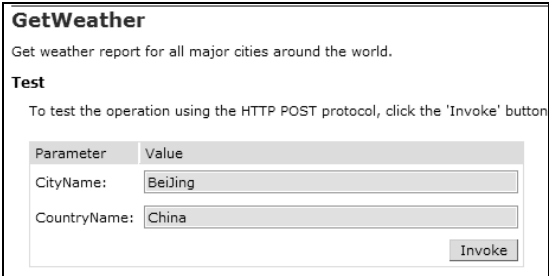 GetWeather
Get weather report for all major cities around the world.
Test
To test the operation using the HTTP POST protocol, click the 'Invoke' button
Parameter Value
CityName: BeiJing
CountryName: China
Invoke